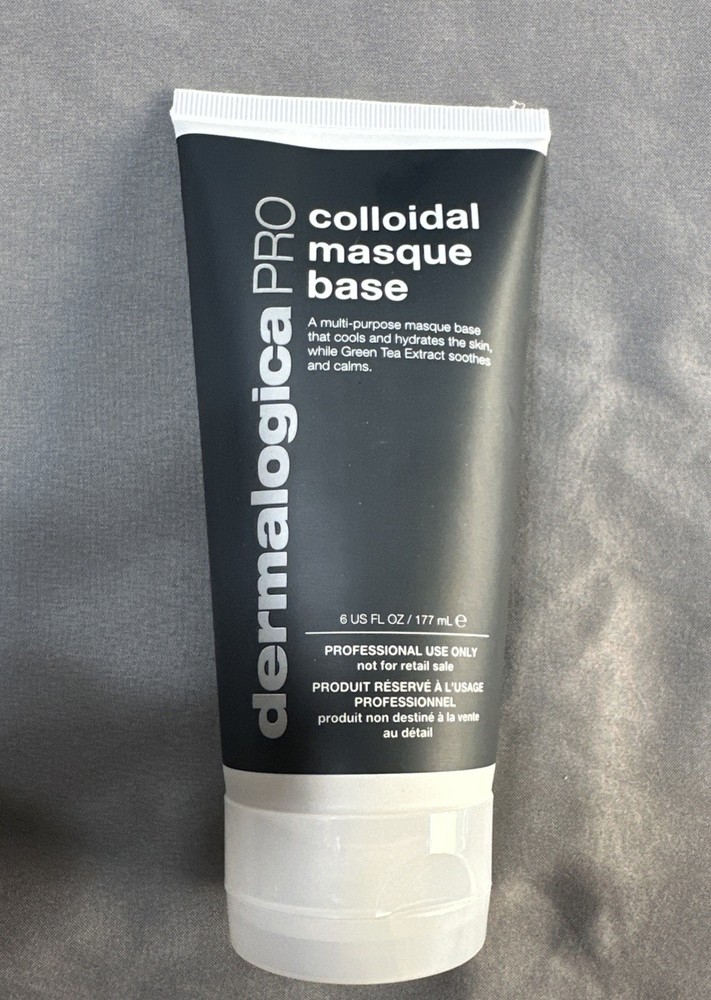 dermalogica PRO
colloidal
masque
base
A multi-purpose masque base
that cools and hydrates the skin,
while Green Tea Extract soothes
and calms.
6 US FL OZ / 177 mL ℮
PROFESSIONAL USE ONLY
not for retail sale
PRODUIT RÉSERVÉ À L'USAGE
PROFESSIONNEL
produit non destiné à la vente
au détail